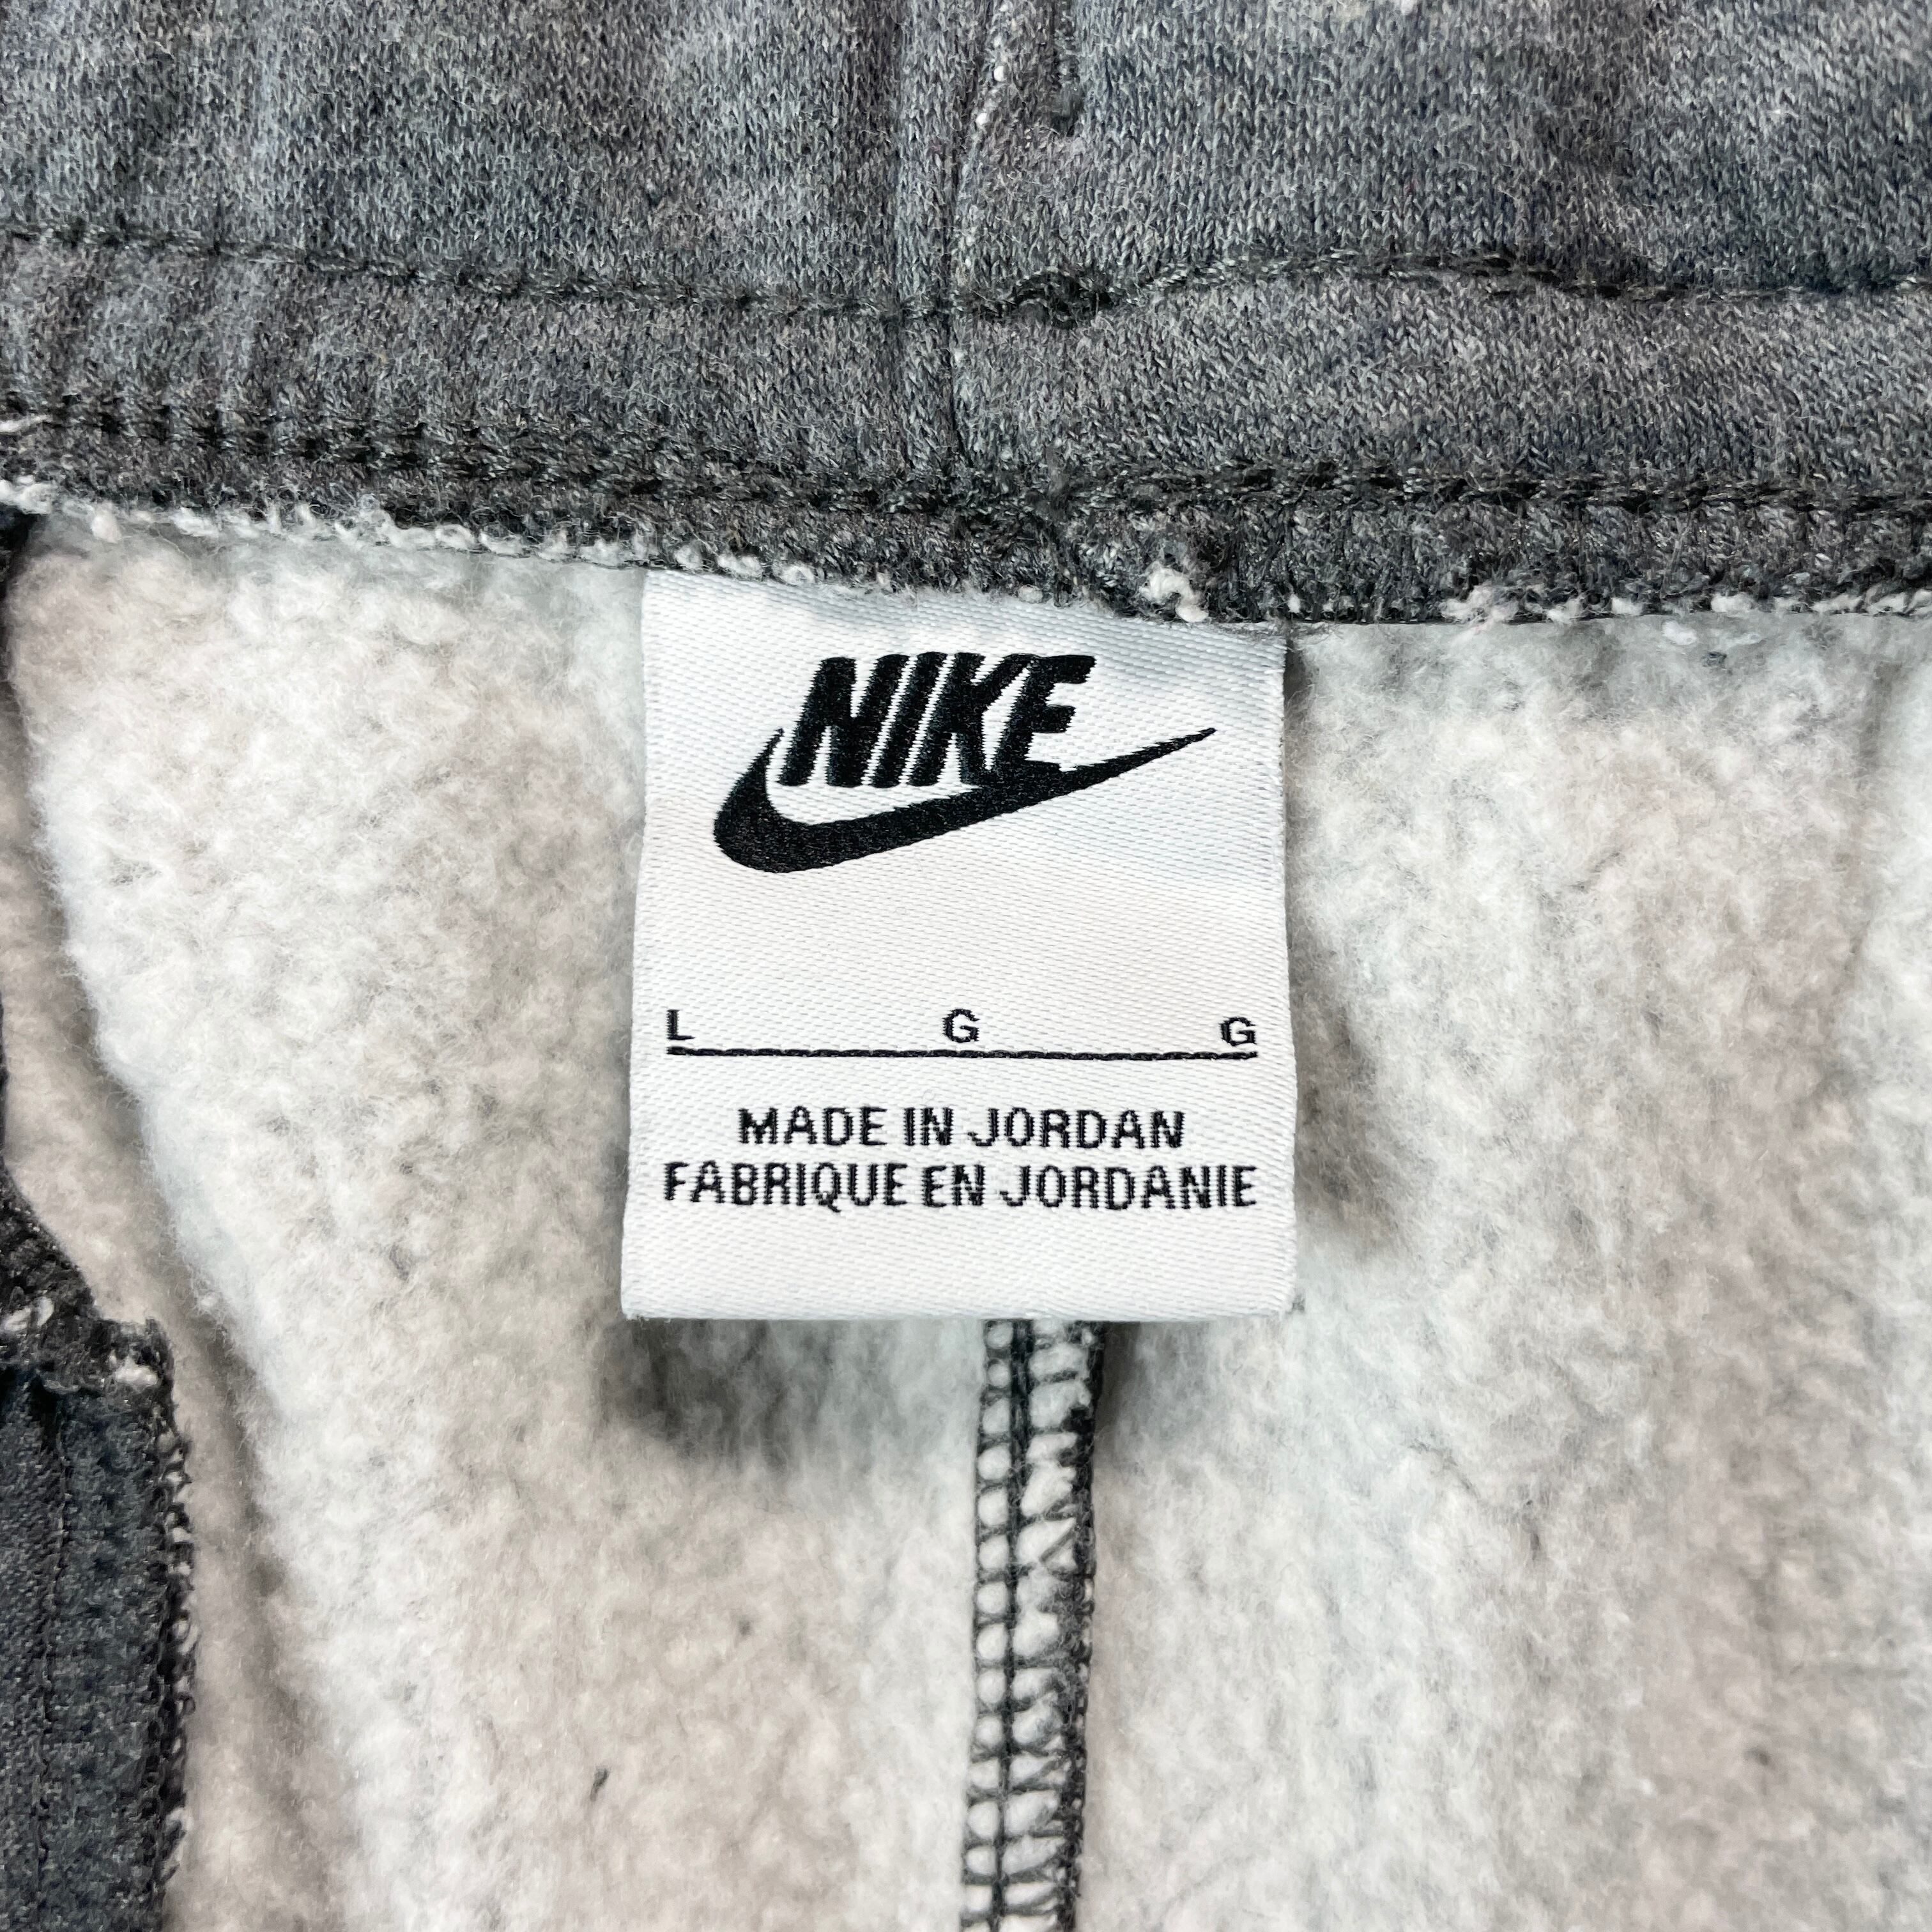 NIKE
L G G
MADE IN JORDAN
FABRIQUE EN JORDANIE